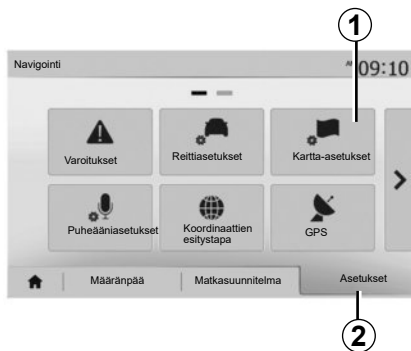 1
Navigointi
09:10
Varoitukset
Reittiasetukset
Kartta-asetukset
Puheääniasetukset
Koordinaattien
esitystapa
GPS
Määränpää
Matkasuunnitelma
Asetukset
2